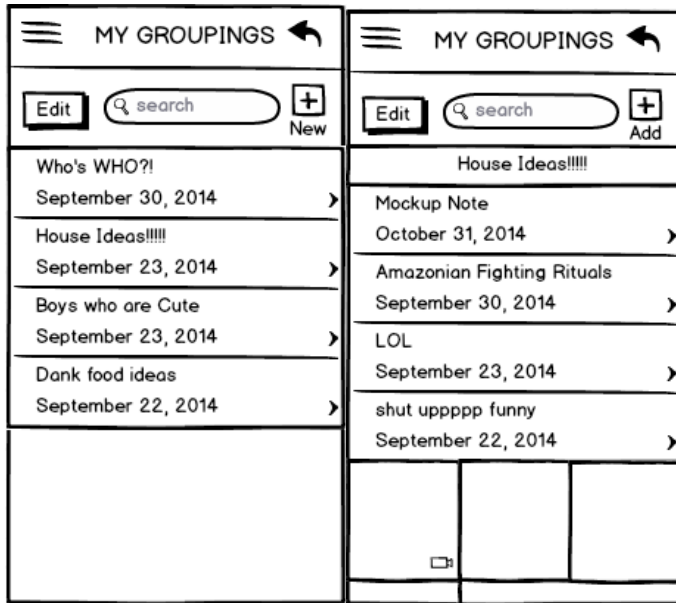 MY GROUPINGS
Edit
search
New
Who's WHO?!
September 30, 2014
House Ideas!!!!!
September 23, 2014
Boys who are Cute
September 23, 2014
Dank food ideas
September 22, 2014
MY GROUPINGS
Edit
search
Add
House Ideas!!!!!
Mockup Note
October 31, 2014
Amazonian Fighting Rituals
September 30, 2014
LOL
September 23, 2014
shut uppppp funny
September 22, 2014